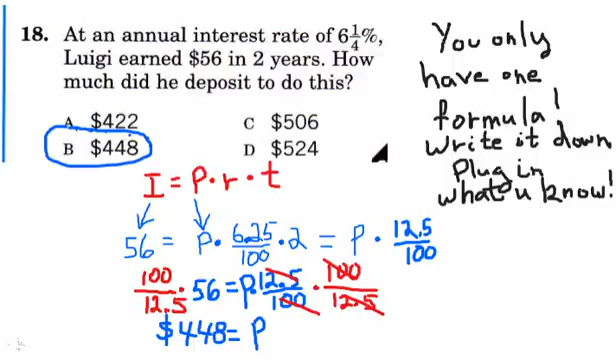 18. At an annual interest rate of 6¼%,
Luigi earned $56 in 2 years. How
much did he deposit to do this?
A $422 C $506
B $448 D $524
You only
have one
formula!
Write it down
Plug in
what u know!
I = P·r·t
56 = P · 6.25/100 · 2 = P · 12.5/100
100/12.5 · 56 = P · 12.5/100 · 100/12.5
$448 = P